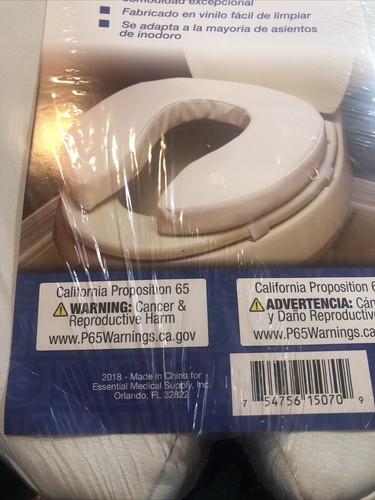 comodidad excepcional
Fabricado en vinilo fácil de limpiar
Se adapta a la mayoría de asientos
de inodoro
California Proposition 65
WARNING: Cancer &
Reproductive Harm
www.P65Warnings.ca.gov
California Proposition 6
ADVERTENCIA: Cán
y Daño Reproductiv
www.P65Warnings.ca
2018 - Made in China for
Essential Medical Supply, Inc.
Orlando, FL 32822
7 54756 15070 9